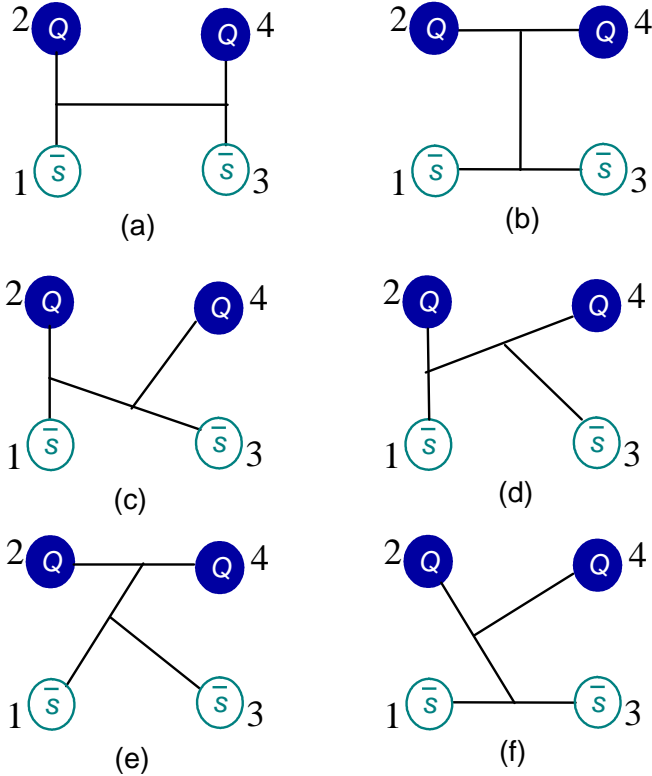 2 Q Q 4
1 s̄ s̄ 3
(a)
2 Q Q 4
1 s̄ s̄ 3
(b)
2 Q Q 4
1 s̄ s̄ 3
(c)
2 Q Q 4
1 s̄ s̄ 3
(d)
2 Q Q 4
1 s̄ s̄ 3
(e)
2 Q Q 4
1 s̄ s̄ 3
(f)